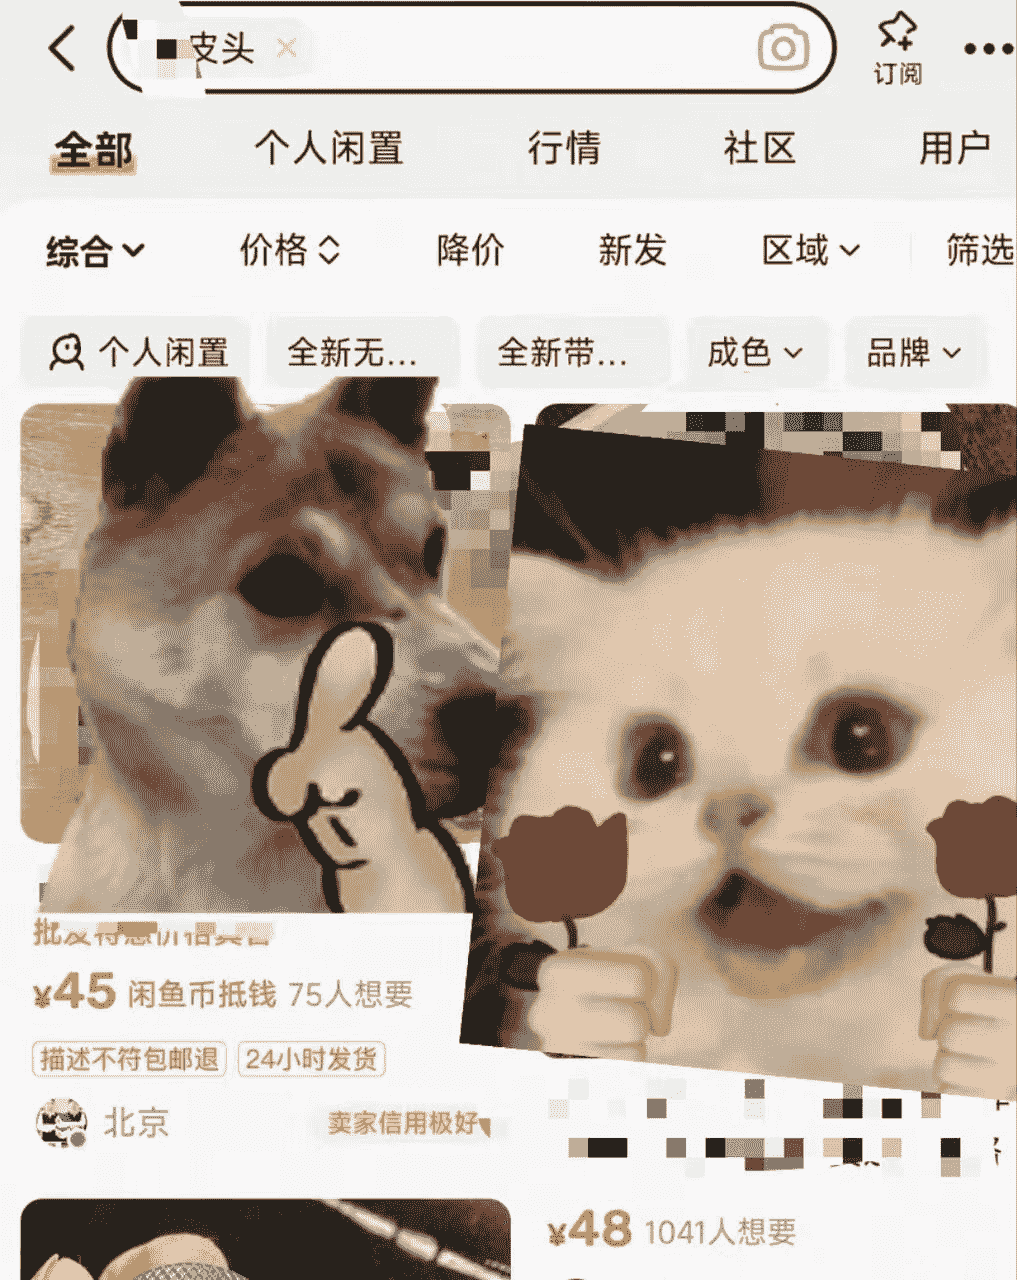 皮头
订阅
全部 个人闲置 行情 社区 用户
综合 价格 降价 新发 区域 筛选
个人闲置 全新无... 全新带... 成色 品牌
¥45 闲鱼币抵钱 75人想要
描述不符包邮退 24小时发货
北京 卖家信用极好
¥48 1041人想要